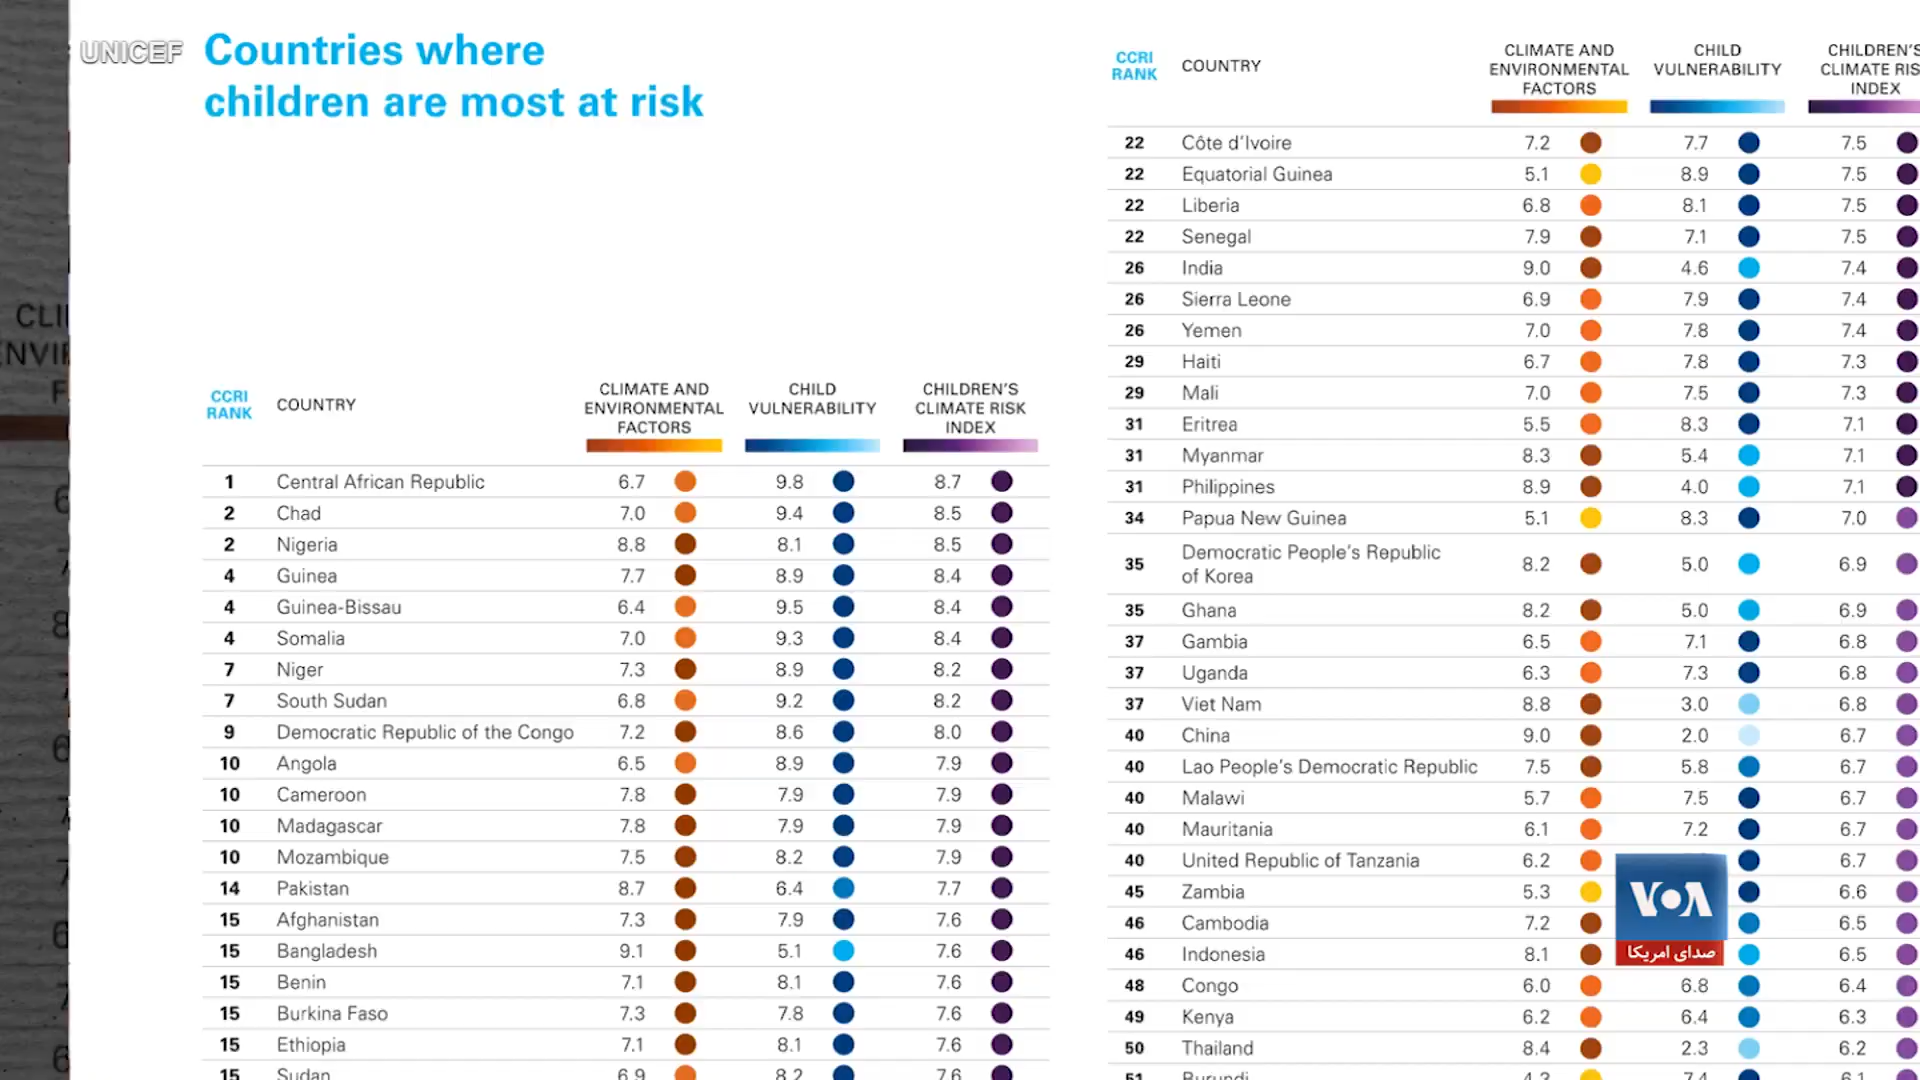 UNICEF
Countries where
children are most at risk
CCRI RANK COUNTRY CLIMATE AND ENVIRONMENTAL FACTORS CHILD VULNERABILITY CHILDREN'S CLIMATE RISK INDEX
1 Central African Republic 6.7 9.8 8.7
2 Chad 7.0 9.4 8.5
2 Nigeria 8.8 8.1 8.5
4 Guinea 7.7 8.9 8.4
4 Guinea-Bissau 6.4 9.5 8.4
4 Somalia 7.0 9.3 8.4
7 Niger 7.3 8.9 8.2
7 South Sudan 6.8 9.2 8.2
9 Democratic Republic of the Congo 7.2 8.6 8.0
10 Angola 6.5 8.9 7.9
10 Cameroon 7.8 7.9 7.9
10 Madagascar 7.8 7.9 7.9
10 Mozambique 7.5 8.2 7.9
14 Pakistan 8.7 6.4 7.7
15 Afghanistan 7.3 7.9 7.6
15 Bangladesh 9.1 5.1 7.6
15 Benin 7.1 8.1 7.6
15 Burkina Faso 7.3 7.8 7.6
15 Ethiopia 7.1 8.1 7.6
15 Sudan 6.9 8.2 7.6
CCRI RANK COUNTRY CLIMATE AND ENVIRONMENTAL FACTORS CHILD VULNERABILITY CHILDREN'S CLIMATE RIS INDEX
22 Côte d'Ivoire 7.2 7.7 7.5
22 Equatorial Guinea 5.1 8.9 7.5
22 Liberia 6.8 8.1 7.5
22 Senegal 7.9 7.1 7.5
26 India 9.0 4.6 7.4
26 Sierra Leone 6.9 7.9 7.4
26 Yemen 7.0 7.8 7.4
29 Haiti 6.7 7.8 7.3
29 Mali 7.0 7.5 7.3
31 Eritrea 5.5 8.3 7.1
31 Myanmar 8.3 5.4 7.1
31 Philippines 8.9 4.0 7.1
34 Papua New Guinea 5.1 8.3 7.0
35 Democratic People's Republic of Korea 8.2 5.0 6.9
35 Ghana 8.2 5.0 6.9
37 Gambia 6.5 7.1 6.8
37 Uganda 6.3 7.3 6.8
37 Viet Nam 8.8 3.0 6.8
40 China 9.0 2.0 6.7
40 Lao People's Democratic Republic 7.5 5.8 6.7
40 Malawi 5.7 7.5 6.7
40 Mauritania 6.1 7.2 6.7
40 United Republic of Tanzania 6.2 6.7
45 Zambia 5.3 6.6
46 Cambodia 7.2 6.5
46 Indonesia 8.1 6.5
48 Congo 6.0 6.8 6.4
49 Kenya 6.2 6.4 6.3
50 Thailand 8.4 2.3 6.2
51 Burundi 4.3 7.4 6.1
VOA
صدای امریکا